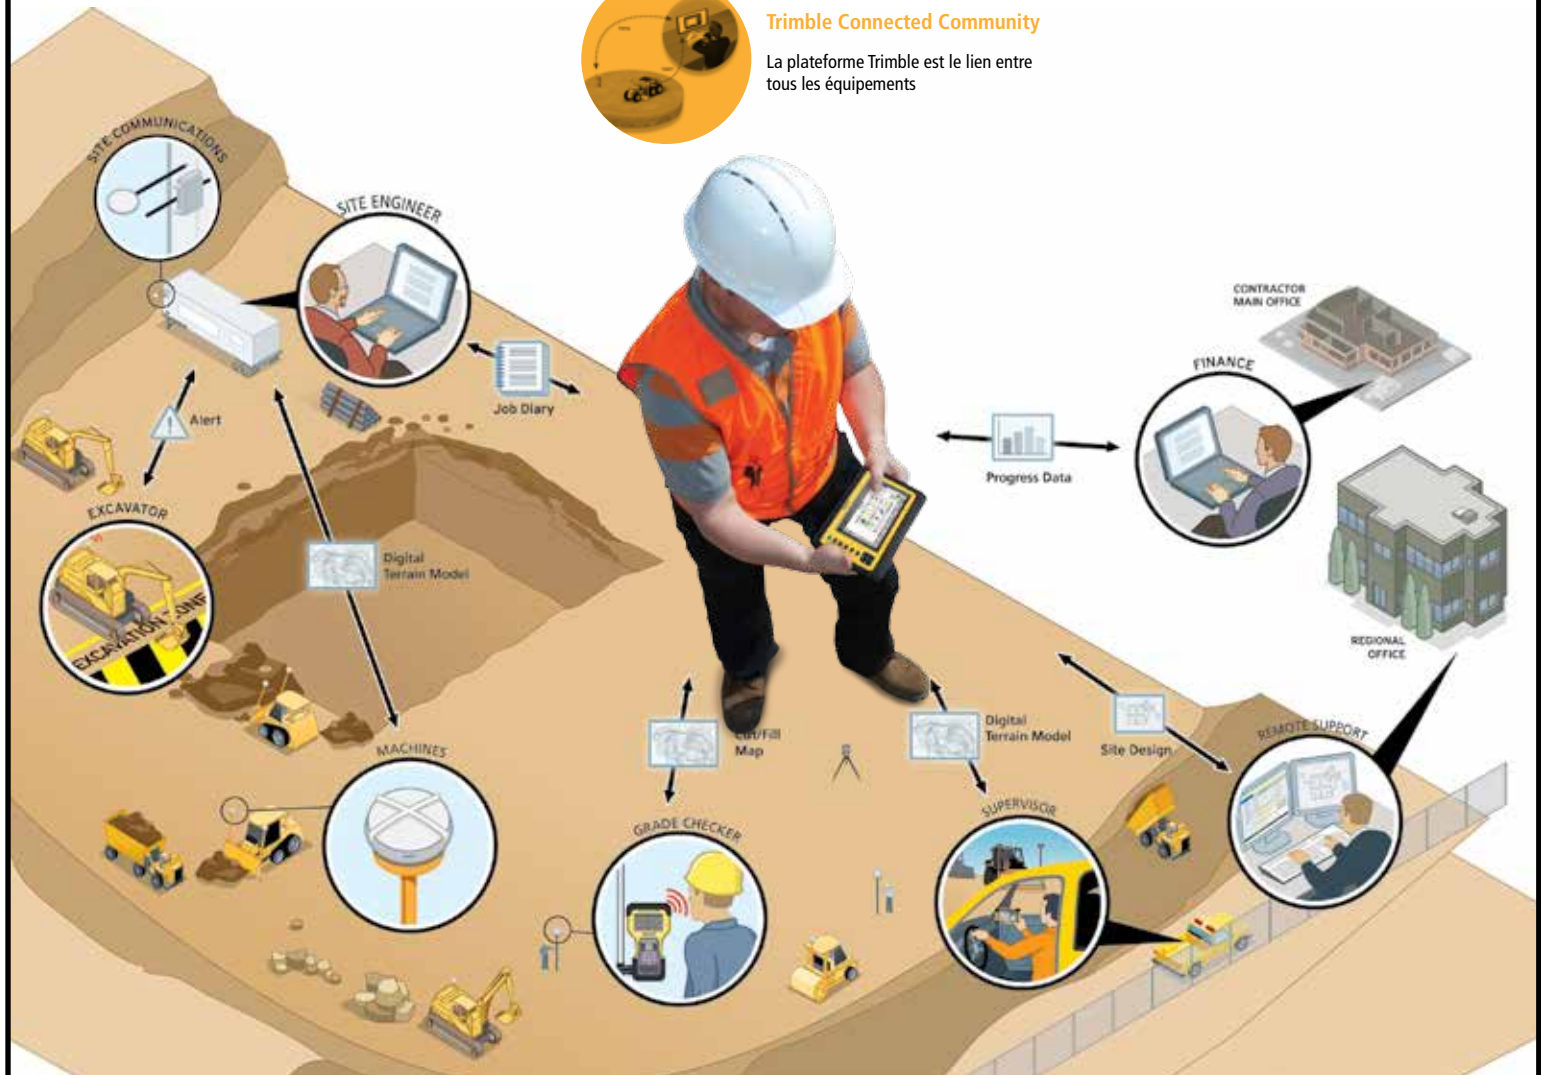 Trimble Connected Community
La plateforme Trimble est le lien entre
tous les équipements
SITE COMMUNICATIONS
SITE ENGINEER
CONTRACTOR
MAIN OFFICE
FINANCE
Job Diary
Alert
Progress Data
EXCAVATOR
Digital
Terrain Model
EXCAVATION ZONE
REGIONAL
OFFICE
MACHINES
Cut/Fill
Map
Digital
Terrain Model
Site Design
REMOTE SUPPORT
GRADE CHECKER
SUPERVISOR